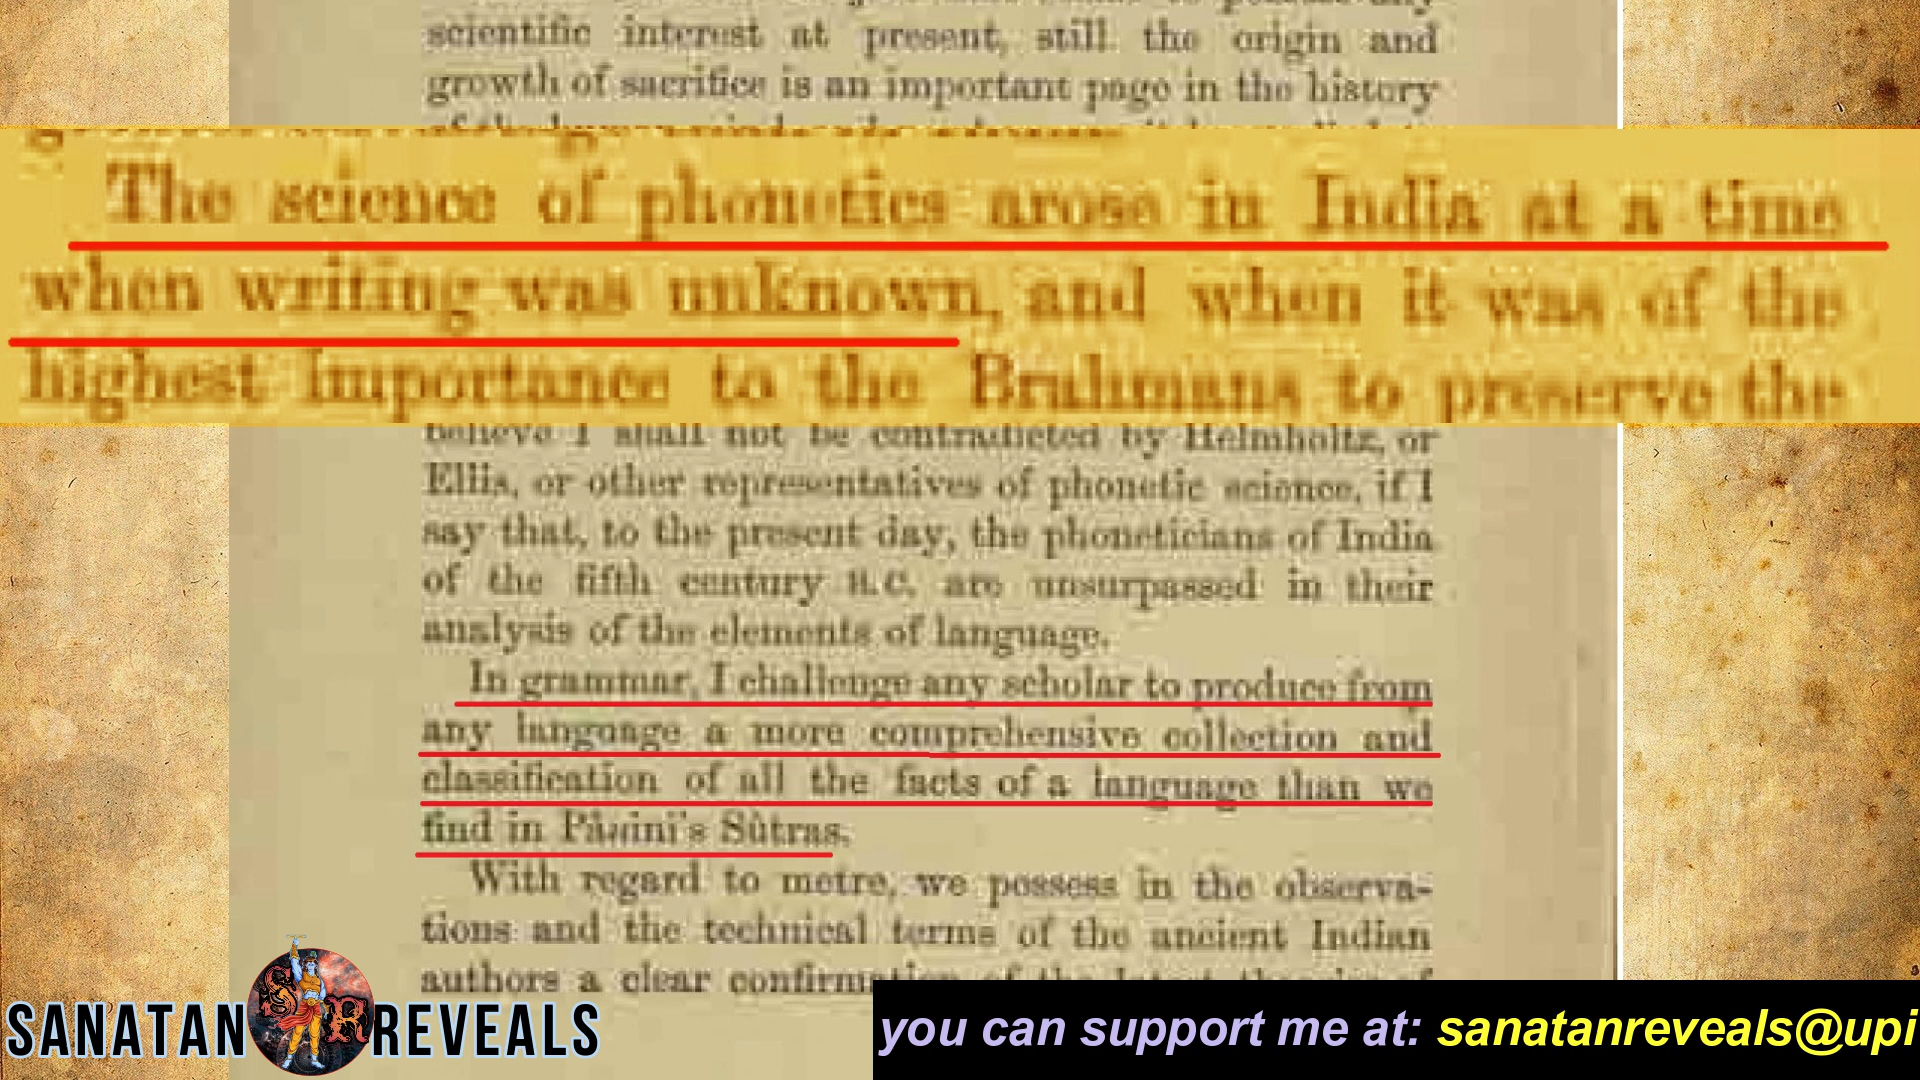 scientific interest at present, still the origin and
growth of sacrifice is an important page in the history
The science of phonetics arose in India at a time
when writing was unknown, and when it was of the
highest importance to the Brahmans to preserve the
believe I shall not be contradicted by Helmholtz, or
Ellis, or other representatives of phonetic science, if I
say that, to the present day, the phoneticians of India
of the fifth century B.C. are unsurpassed in their
analysis of the elements of language.
In grammar, I challenge any scholar to produce from
any language a more comprehensive collection and
classification of all the facts of a language than we
find in Pânini's Sûtras.
With regard to metre, we possess in the observa-
tions and the technical terms of the ancient Indian
authors a clear confirmation of the latest theories of
SANATAN SR REVEALS
you can support me at: sanatanreveals@upi